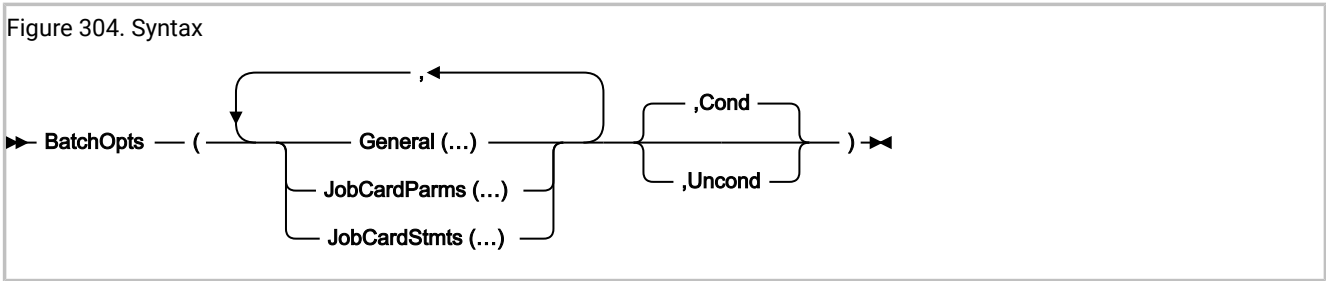 Figure 304. Syntax
,
,Cond
BatchOpts ( General (...) )
,Uncond
JobCardParms (...)
JobCardStmts (...)